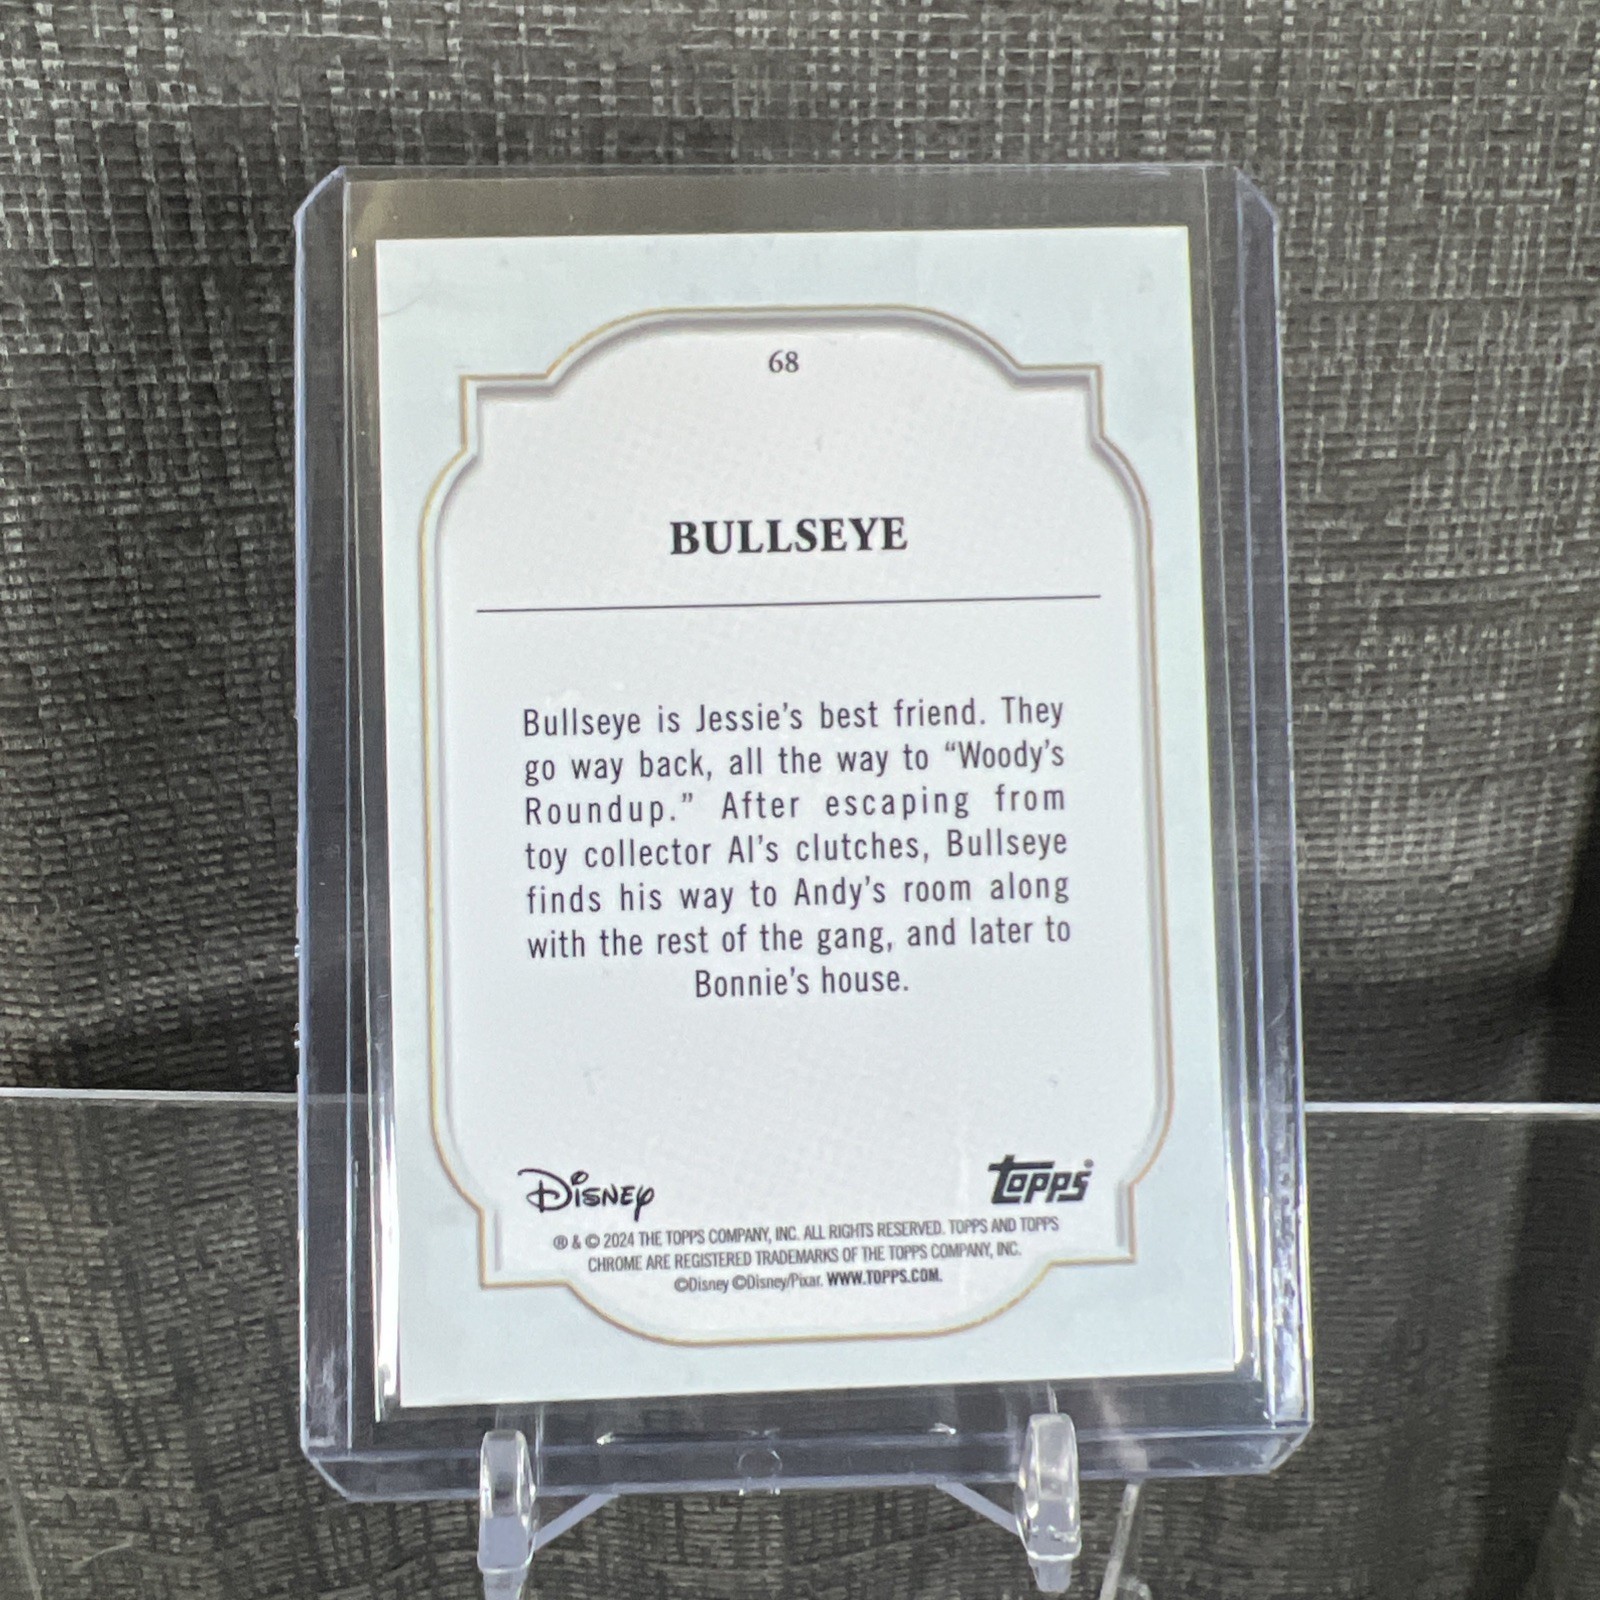 68
BULLSEYE
Bullseye is Jessie's best friend. They
go way back, all the way to “Woody's
Roundup.” After escaping from
toy collector Al's clutches, Bullseye
finds his way to Andy's room along
with the rest of the gang, and later to
Bonnie's house.
Disney
topps®
® & © 2024 THE TOPPS COMPANY, INC. ALL RIGHTS RESERVED. TOPPS AND TOPPS
CHROME ARE REGISTERED TRADEMARKS OF THE TOPPS COMPANY, INC.
©Disney ©Disney/Pixar. WWW.TOPPS.COM.